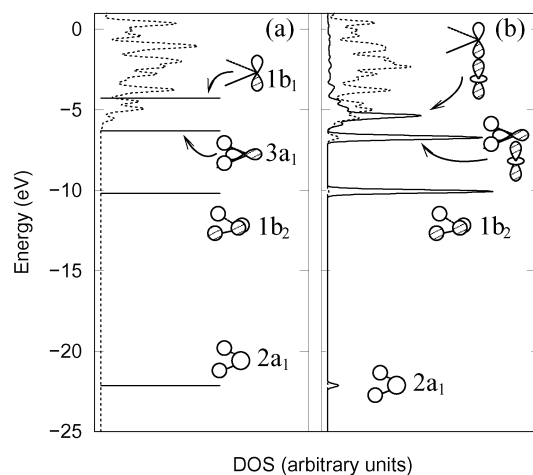 (a)
(b)
0
−5
−10
−15
−20
−25
Energy (eV)
1b1
3a1
1b2
2a1
1b2
2a1
DOS (arbitrary units)